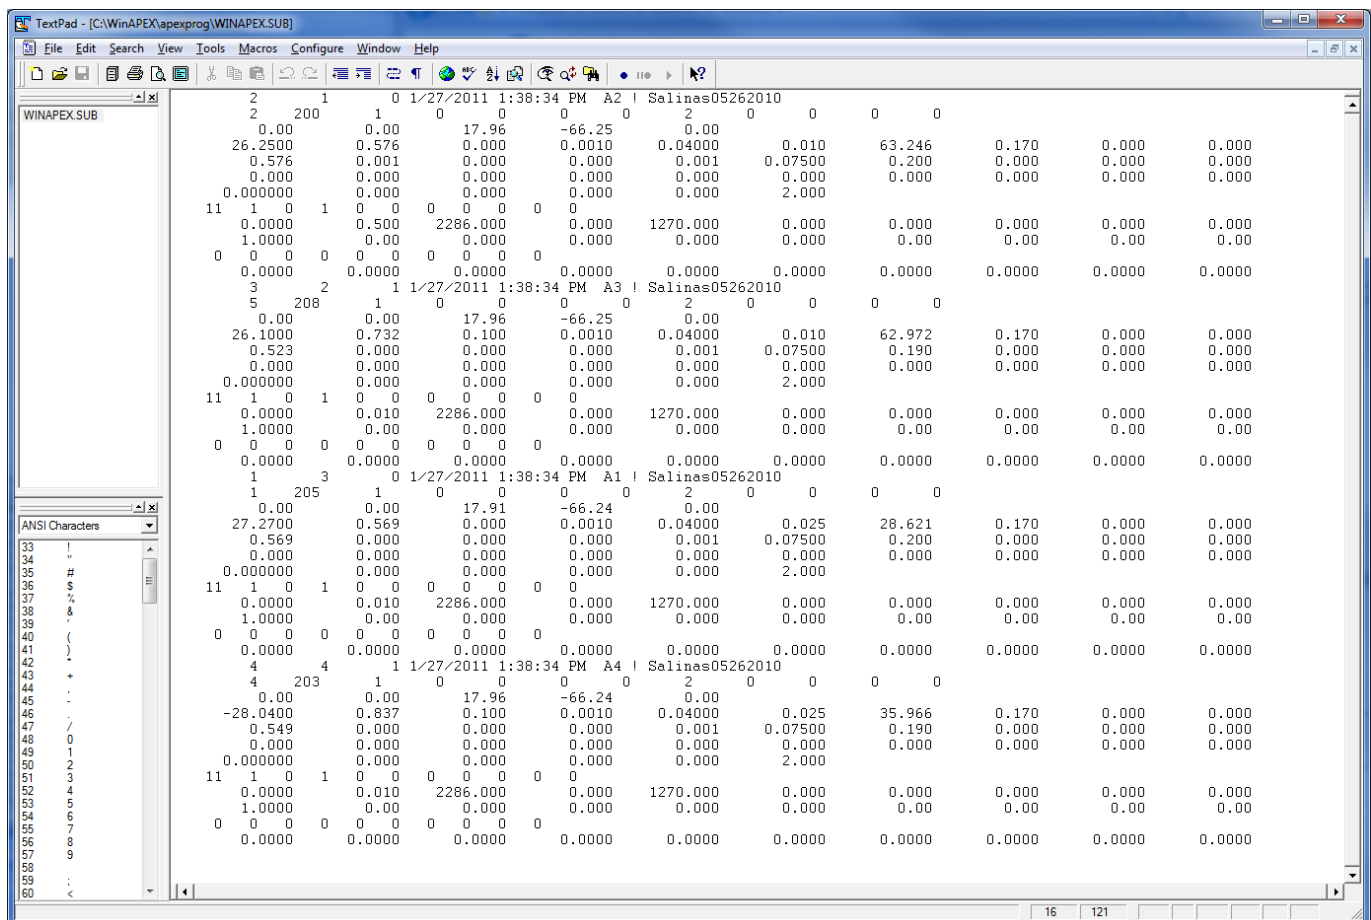 TextPad - [C:\WinAPEX\apexprog\WINAPEX.SUB]
File Edit Search View Tools Macros Configure Window Help
WINAPEX.SUB
2 1 0 1/27/2011 1:38:34 PM A2 ! Salinas05262010
2 200 1 0 0 0 0 2 0 0 0 0
0.00 0.00 17.96 -66.25 0.00
26.2500 0.576 0.000 0.0010 0.04000 0.010 63.246 0.170 0.000 0.000
0.576 0.001 0.000 0.000 0.001 0.07500 0.200 0.000 0.000 0.000
0.000 0.000 0.000 0.000 0.000 0.000 0.000 0.000 0.000 0.000
0.000000 0.000 0.000 0.000 0.000 2.000
11 1 0 1 0 0 0 0 0 0 0
0.0000 0.500 2286.000 0.000 1270.000 0.000 0.000 0.000 0.000 0.000
1.0000 0.00 0.000 0.000 0.000 0.000 0.00 0.00 0.00 0.00
0 0 0 0 0 0 0 0 0 0
0.0000 0.0000 0.0000 0.0000 0.0000 0.0000 0.0000 0.0000 0.0000 0.0000
3 2 1 1/27/2011 1:38:34 PM A3 ! Salinas05262010
5 208 1 0 0 0 0 2 0 0 0 0
0.00 0.00 17.96 -66.25 0.00
26.1000 0.732 0.100 0.0010 0.04000 0.010 62.972 0.170 0.000 0.000
0.523 0.000 0.000 0.000 0.001 0.07500 0.190 0.000 0.000 0.000
0.000 0.000 0.000 0.000 0.000 0.000 0.000 0.000 0.000 0.000
0.000000 0.000 0.000 0.000 0.000 2.000
11 1 0 1 0 0 0 0 0 0 0
0.0000 0.010 2286.000 0.000 1270.000 0.000 0.000 0.000 0.000 0.000
1.0000 0.00 0.000 0.000 0.000 0.000 0.00 0.00 0.00 0.00
0 0 0 0 0 0 0 0 0 0
0.0000 0.0000 0.0000 0.0000 0.0000 0.0000 0.0000 0.0000 0.0000 0.0000
1 3 0 1/27/2011 1:38:34 PM A1 ! Salinas05262010
1 205 1 0 0 0 0 2 0 0 0 0
0.00 0.00 17.91 -66.24 0.00
27.2700 0.569 0.000 0.0010 0.04000 0.025 28.621 0.170 0.000 0.000
0.569 0.000 0.000 0.000 0.001 0.07500 0.200 0.000 0.000 0.000
0.000 0.000 0.000 0.000 0.000 0.000 0.000 0.000 0.000 0.000
0.000000 0.000 0.000 0.000 0.000 2.000
11 1 0 1 0 0 0 0 0 0 0
0.0000 0.010 2286.000 0.000 1270.000 0.000 0.000 0.000 0.000 0.000
1.0000 0.00 0.000 0.000 0.000 0.000 0.00 0.00 0.00 0.00
0 0 0 0 0 0 0 0 0 0
0.0000 0.0000 0.0000 0.0000 0.0000 0.0000 0.0000 0.0000 0.0000 0.0000
4 4 1 1/27/2011 1:38:34 PM A4 ! Salinas05262010
4 203 1 0 0 0 0 2 0 0 0 0
0.00 0.00 17.96 -66.24 0.00
-28.0400 0.837 0.100 0.0010 0.04000 0.025 35.966 0.170 0.000 0.000
0.549 0.000 0.000 0.000 0.001 0.07500 0.190 0.000 0.000 0.000
0.000 0.000 0.000 0.000 0.000 0.000 0.000 0.000 0.000 0.000
0.000000 0.000 0.000 0.000 0.000 2.000
11 1 0 1 0 0 0 0 0 0 0
0.0000 0.010 2286.000 0.000 1270.000 0.000 0.000 0.000 0.000 0.000
1.0000 0.00 0.000 0.000 0.000 0.000 0.00 0.00 0.00 0.00
0 0 0 0 0 0 0 0 0 0
0.0000 0.0000 0.0000 0.0000 0.0000 0.0000 0.0000 0.0000 0.0000 0.0000
ANSI Characters
33 !
34 "
35 #
36 $
37 %
38 &
39 '
40 (
41 )
42 *
43 +
44 ,
45 -
46 .
47 /
48 0
49 1
50 2
51 3
52 4
53 5
54 6
55 7
56 8
57 9
58
59 ;
60 <
16 121